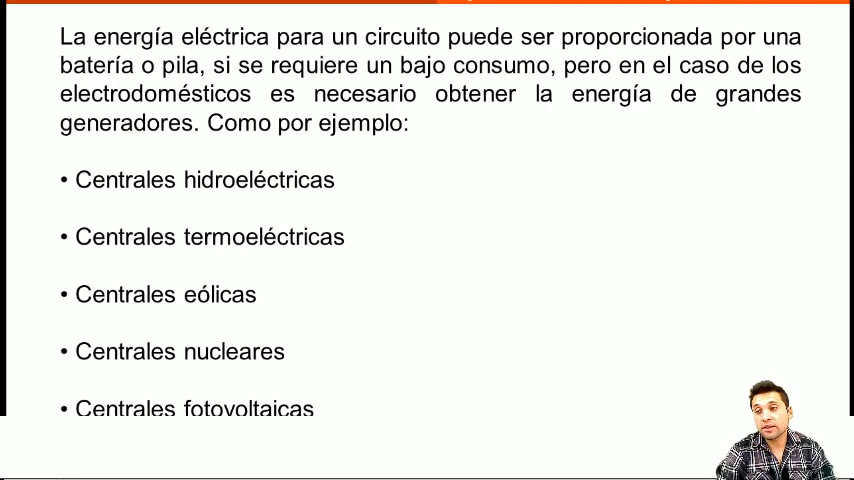 La energía eléctrica para un circuito puede ser proporcionada por una
batería o pila, si se requiere un bajo consumo, pero en el caso de los
electrodomésticos es necesario obtener la energía de grandes
generadores. Como por ejemplo:
• Centrales hidroeléctricas
• Centrales termoeléctricas
• Centrales eólicas
• Centrales nucleares
• Centrales fotovoltaicas